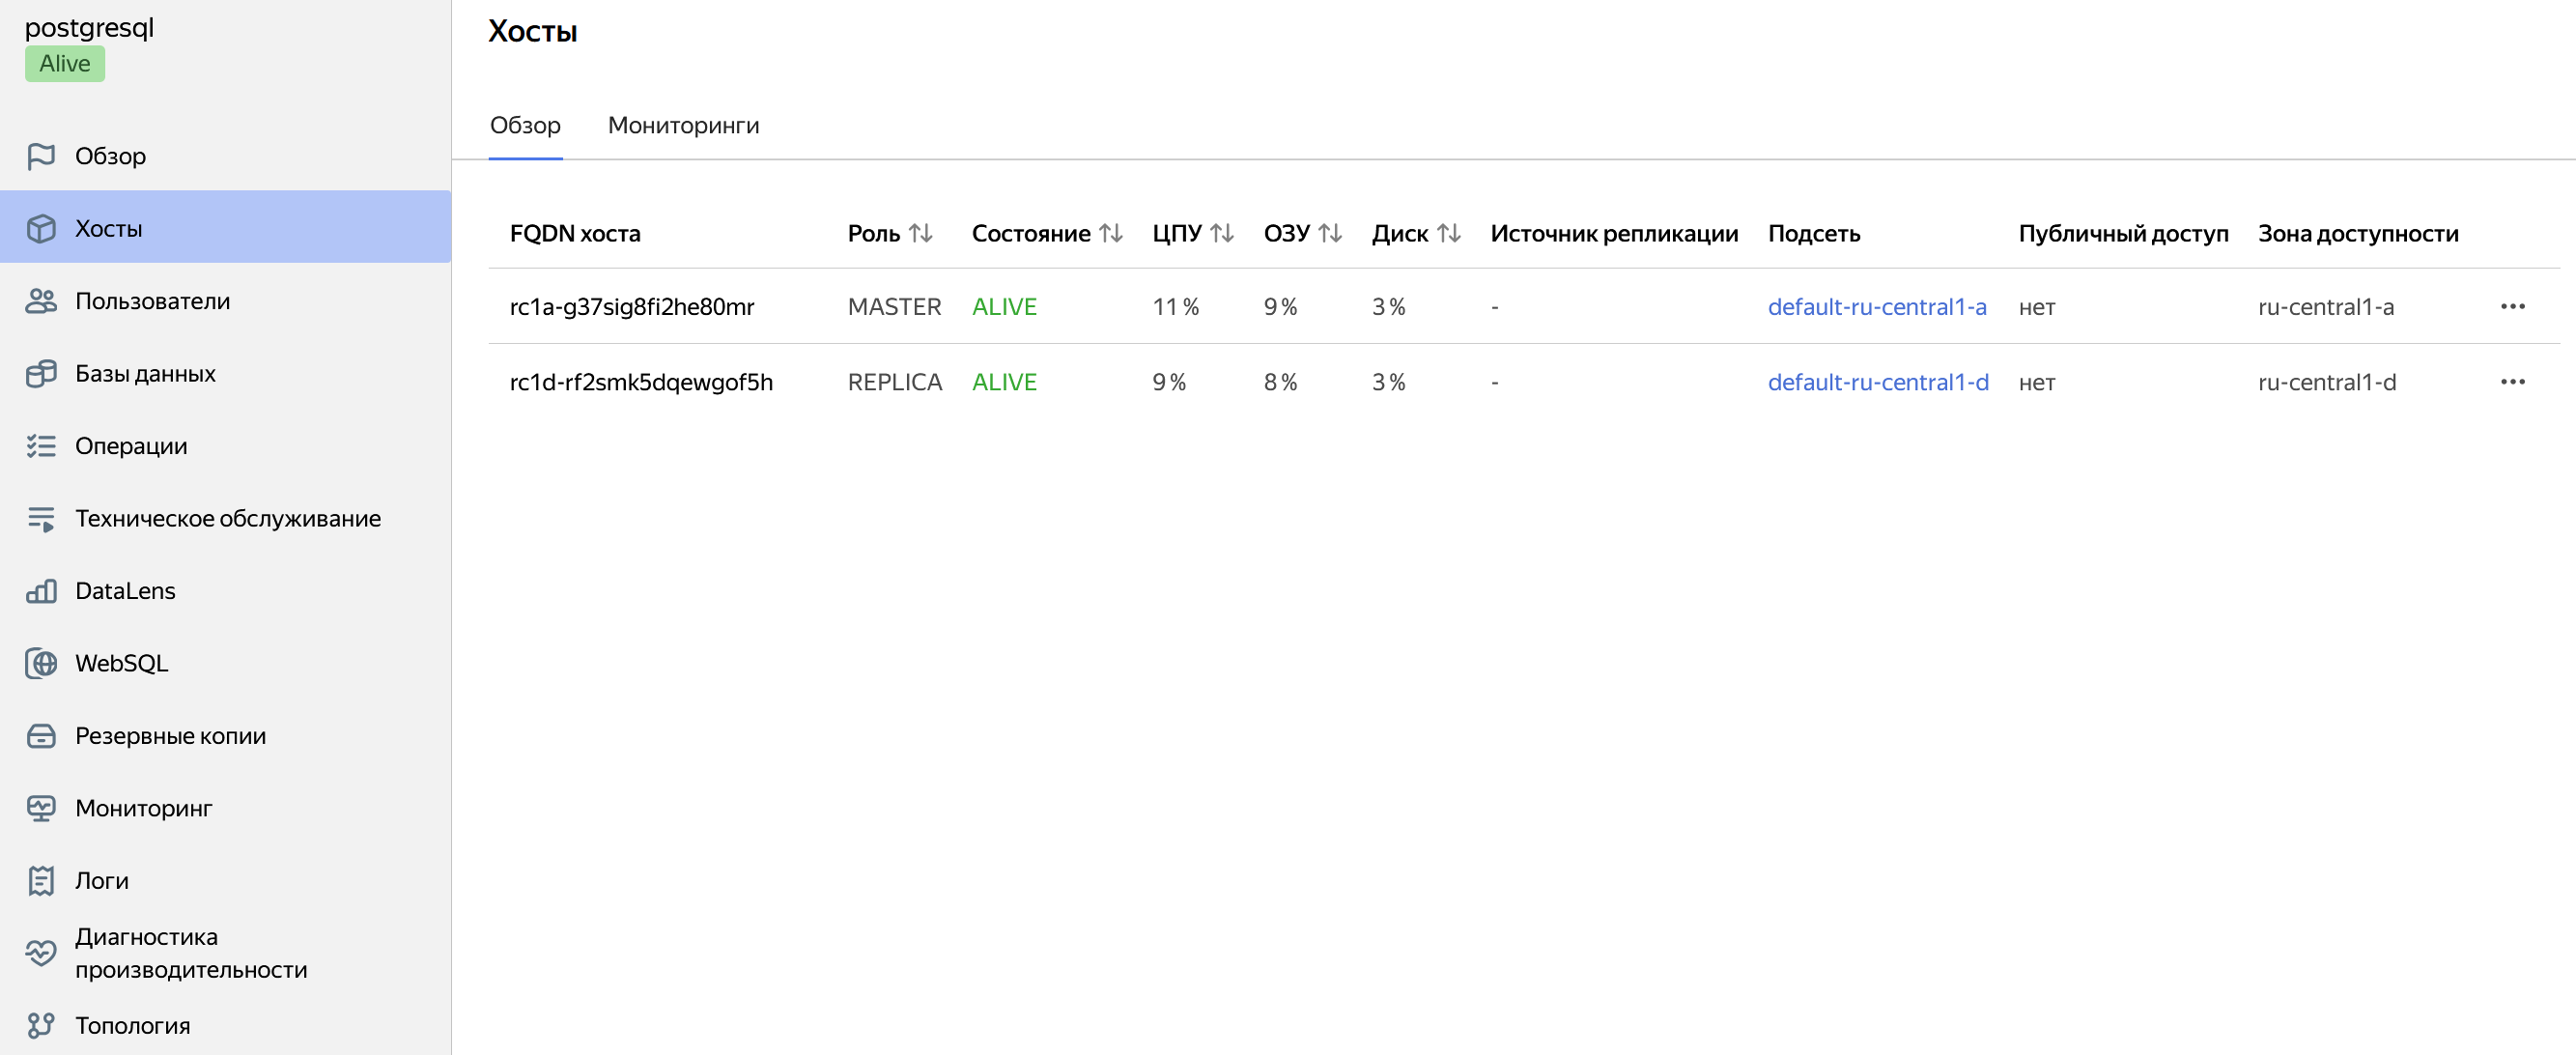 postgresql
Alive
Обзор
Хосты
Пользователи
Базы данных
Операции
Техническое обслуживание
DataLens
WebSQL
Резервные копии
Мониторинг
Логи
Диагностика
производительности
Топология
Хосты
Обзор Мониторинги
FQDN хоста Роль Состояние ЦПУ ОЗУ Диск Источник репликации Подсеть Публичный доступ Зона доступности
rc1a-g37sig8fi2he80mr MASTER ALIVE 11 % 9 % 3 % - default-ru-central1-a нет ru-central1-a
rc1d-rf2smk5dqewgof5h REPLICA ALIVE 9 % 8 % 3 % - default-ru-central1-d нет ru-central1-d